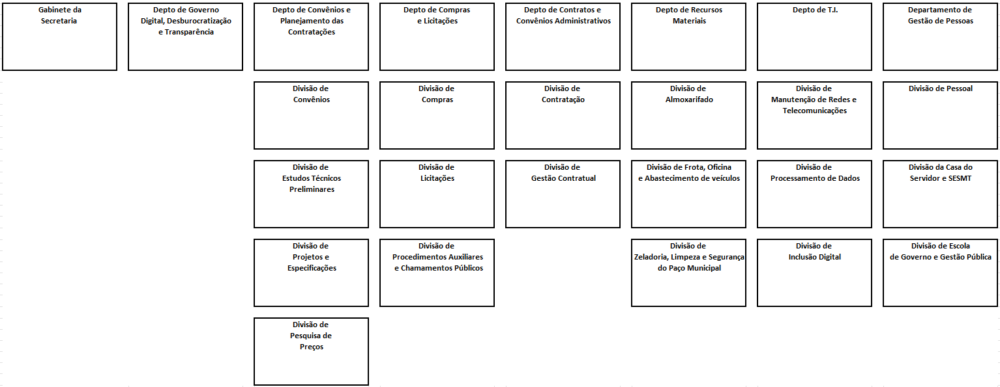 Gabinete da
Secretaria
Depto de Governo
Digital, Desburocratização
e Transparência
Depto de Convênios e
Planejamento das
Contratações
Depto de Compras
e Licitações
Depto de Contratos e
Convênios Administrativos
Depto de Recursos
Materiais
Depto de T.I.
Departamento de
Gestão de Pessoas
Divisão de
Convênios
Divisão de
Compras
Divisão de
Contratação
Divisão de
Almoxarifado
Divisão de
Manutenção de Redes e
Telecomunicações
Divisão de Pessoal
Divisão de
Estudos Técnicos
Preliminares
Divisão de
Licitações
Divisão de
Gestão Contratual
Divisão de Frota, Oficina
e Abastecimento de veículos
Divisão de
Processamento de Dados
Divisão da Casa do
Servidor e SESMT
Divisão de
Projetos e
Especificações
Divisão de
Procedimentos Auxiliares
e Chamamentos Públicos
Divisão de
Zeladoria, Limpeza e Segurança
do Paço Municipal
Divisão de
Inclusão Digital
Divisão de Escola
de Governo e Gestão Pública
Divisão de
Pesquisa de
Preços